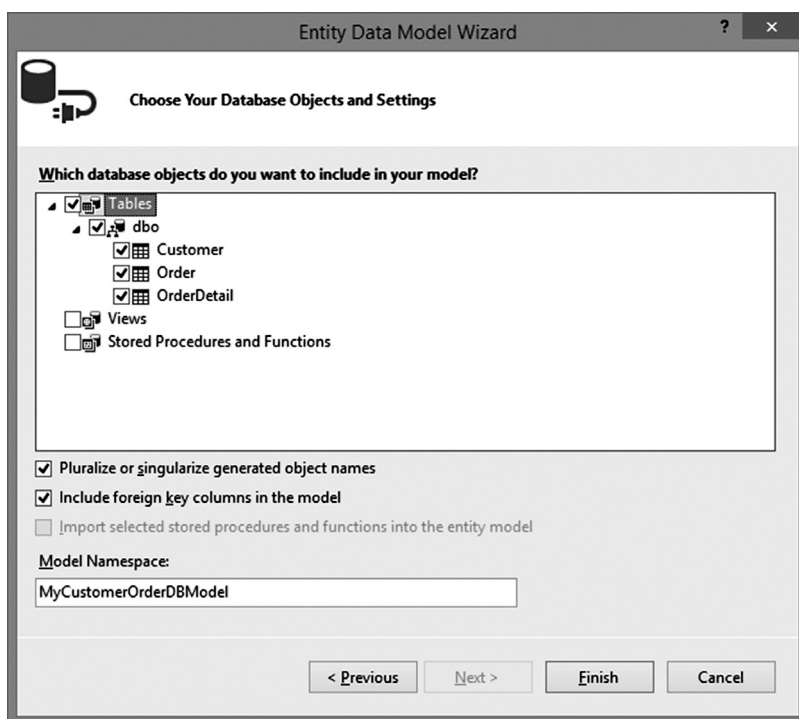 Entity Data Model Wizard
? ×
Choose Your Database Objects and Settings
Which database objects do you want to include in your model?
Tables
dbo
Customer
Order
OrderDetail
Views
Stored Procedures and Functions
Pluralize or singularize generated object names
Include foreign key columns in the model
Import selected stored procedures and functions into the entity model
Model Namespace:
MyCustomerOrderDBModel
< Previous Next > Finish Cancel